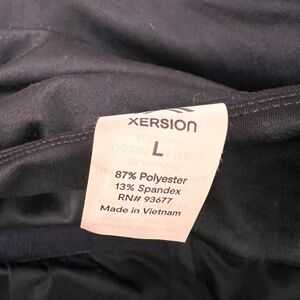 XERSION
L
87% Polyester
13% Spandex
RN# 93677
Made in Vietnam